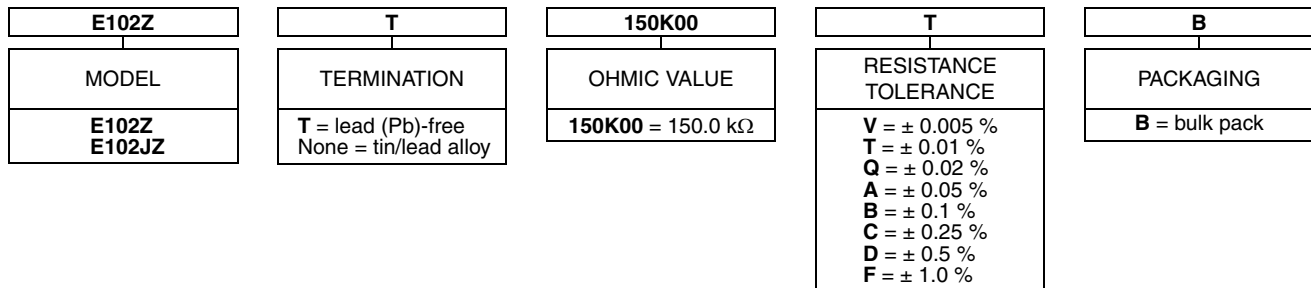 E102Z T 150K00 T B
MODEL TERMINATION OHMIC VALUE RESISTANCE TOLERANCE PACKAGING
E102Z
E102JZ
T = lead (Pb)-free
None = tin/lead alloy
150K00 = 150.0 kΩ
V = ± 0.005 %
T = ± 0.01 %
Q = ± 0.02 %
A = ± 0.05 %
B = ± 0.1 %
C = ± 0.25 %
D = ± 0.5 %
F = ± 1.0 %
B = bulk pack